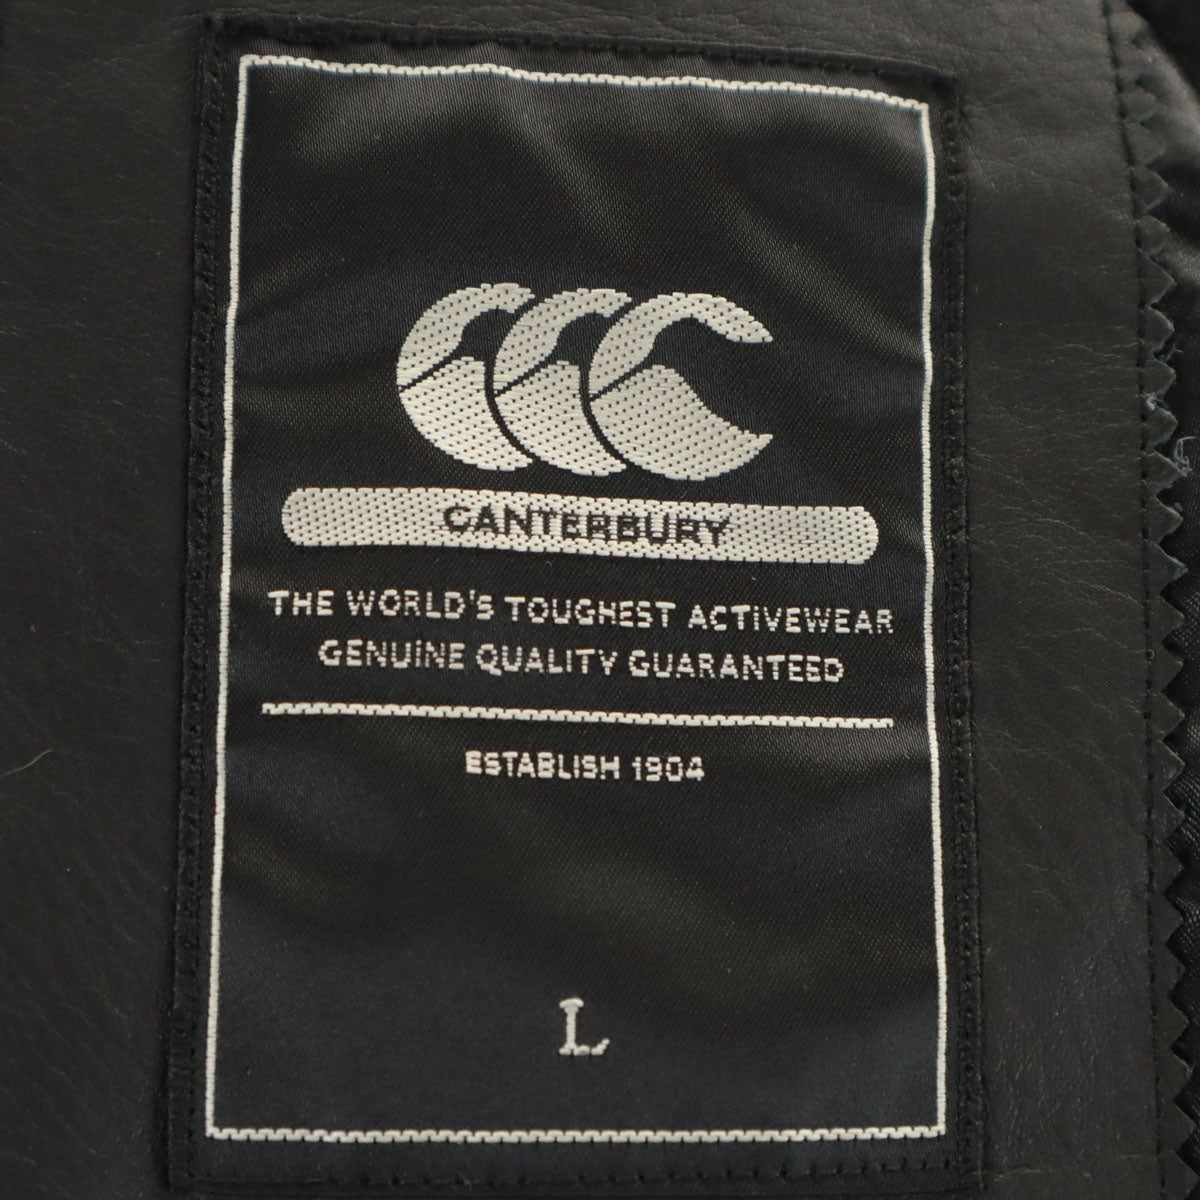 CANTERBURY
THE WORLD'S TOUGHEST ACTIVEWEAR
GENUINE QUALITY GUARANTEED
ESTABLISH 1904
L